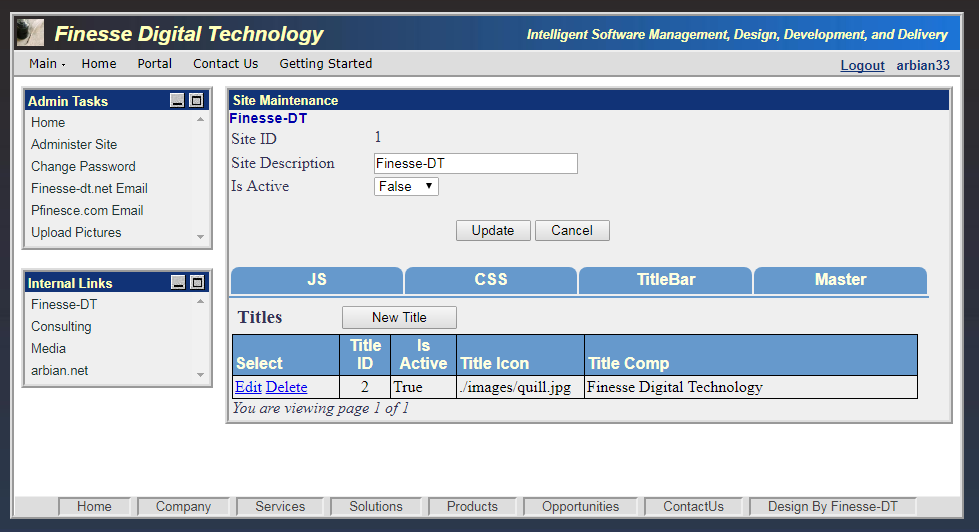 Finesse Digital Technology
Intelligent Software Management, Design, Development, and Delivery
Main Home Portal Contact Us Getting Started
Logout arbian33
Admin Tasks
Home
Administer Site
Change Password
Finesse-dt.net Email
Pfinesce.com Email
Upload Pictures
Internal Links
Finesse-DT
Consulting
Media
arbian.net
Site Maintenance
Finesse-DT
Site ID 1
Site Description Finesse-DT
Is Active False
Update Cancel
JS CSS TitleBar Master
Titles New Title
Select Title ID Is Active Title Icon Title Comp
Edit Delete 2 True ./images/quill.jpg Finesse Digital Technology
You are viewing page 1 of 1
Home Company Services Solutions Products Opportunities ContactUs Design By Finesse-DT